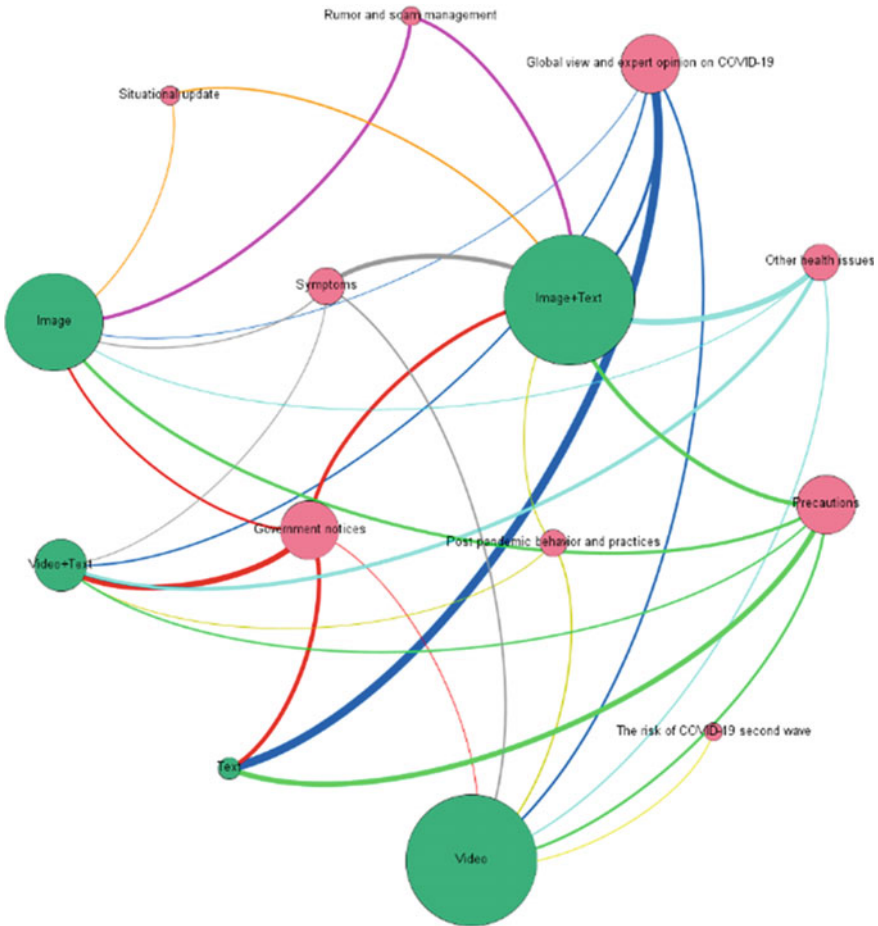 Rumor and scam management
Global view and expert opinion on COVID-19
Situational update
Other health issues
Symptoms
Image+Text
Image
Precautions
Government notices
Post pandemic behavior and practices
Video+Text
The risk of COVID-19 second wave
Text
Video